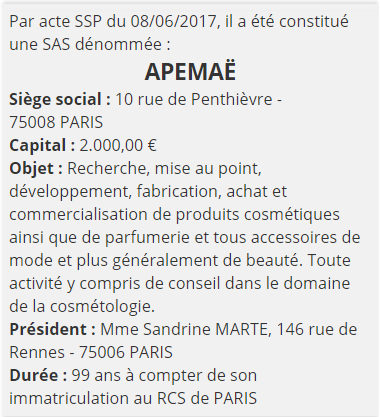 Par acte SSP du 08/06/2017, il a été constitué
une SAS dénommée :
APEMAË
Siège social : 10 rue de Penthièvre -
75008 PARIS
Capital : 2.000,00 €
Objet : Recherche, mise au point,
développement, fabrication, achat et
commercialisation de produits cosmétiques
ainsi que de parfumerie et tous accessoires de
mode et plus généralement de beauté. Toute
activité y compris de conseil dans le domaine
de la cosmétologie.
Président : Mme Sandrine MARTE, 146 rue de
Rennes - 75006 PARIS
Durée : 99 ans à compter de son
immatriculation au RCS de PARIS